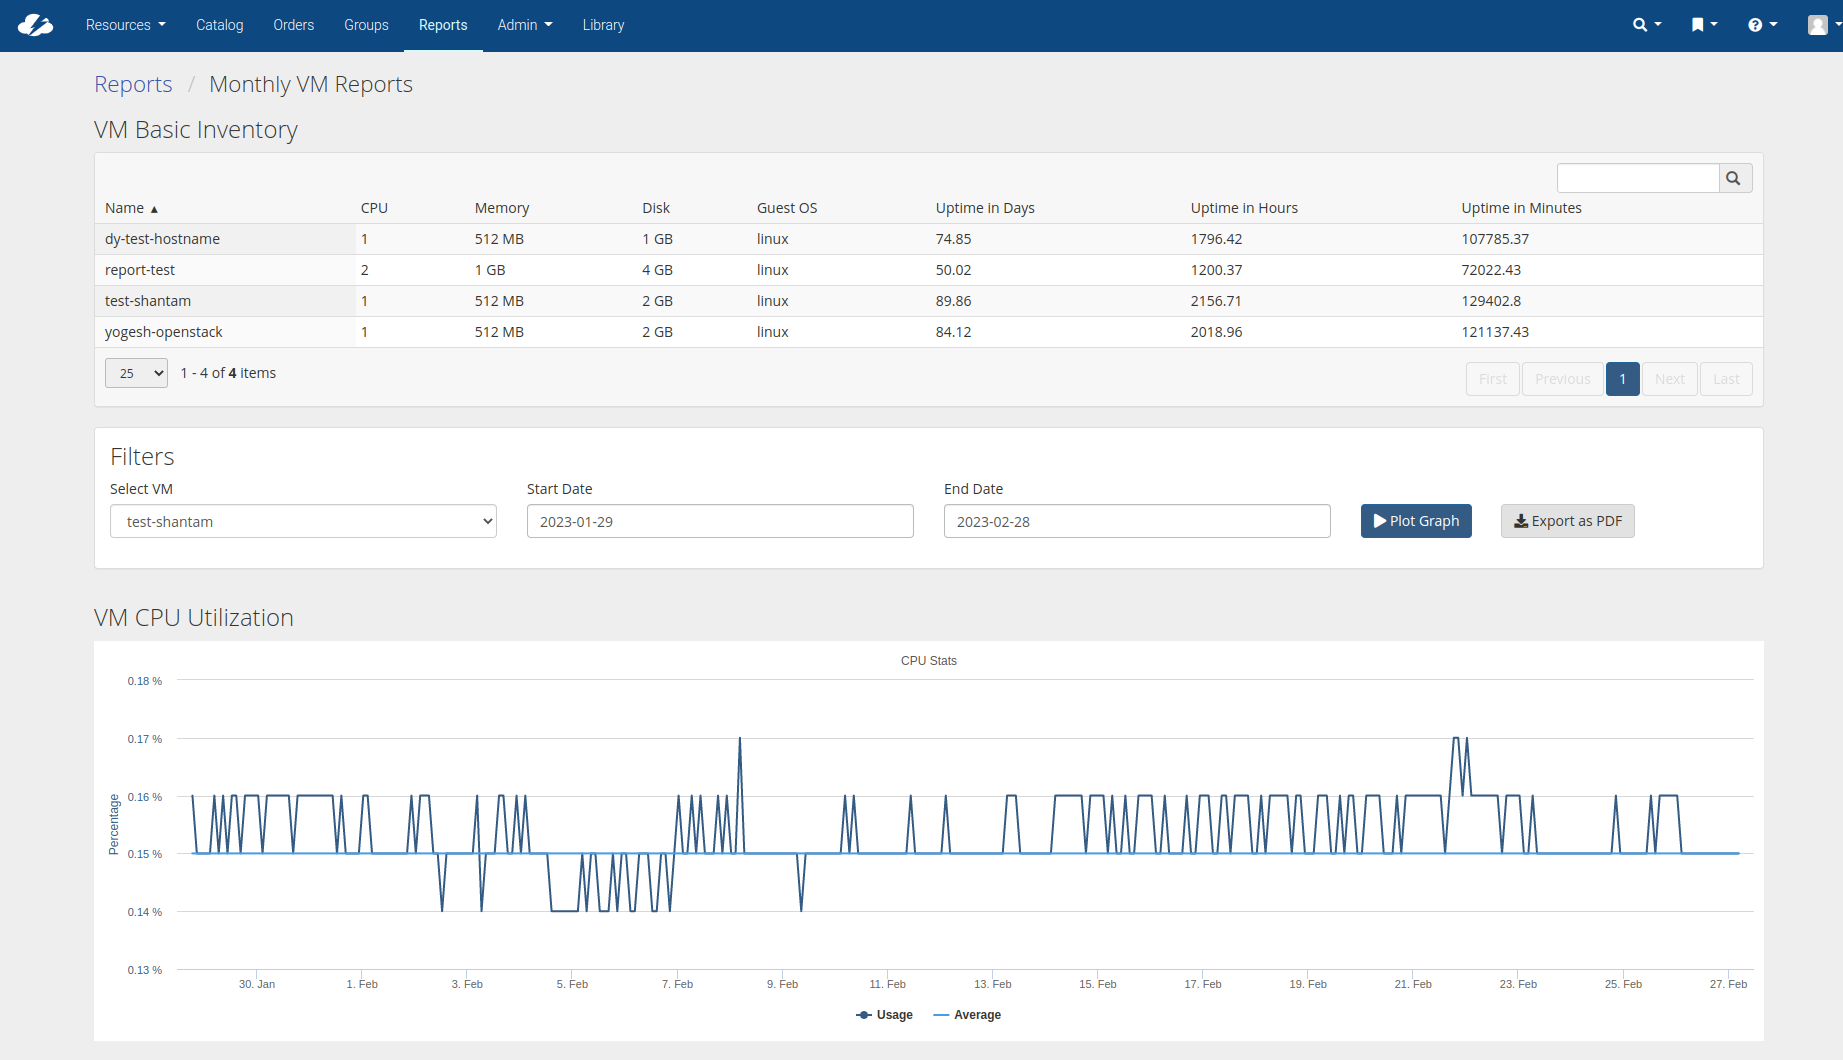 Resources Catalog Orders Groups Reports Admin Library
Reports / Monthly VM Reports
VM Basic Inventory
Name ▲ CPU Memory Disk Guest OS Uptime in Days Uptime in Hours Uptime in Minutes
dy-test-hostname 1 512 MB 1 GB linux 74.85 1796.42 107785.37
report-test 2 1 GB 4 GB linux 50.02 1200.37 72022.43
test-shantam 1 512 MB 2 GB linux 89.86 2156.71 129402.8
yogesh-openstack 1 512 MB 2 GB linux 84.12 2018.96 121137.43
25 1 - 4 of 4 items First Previous 1 Next Last
Filters
Select VM Start Date End Date
test-shantam 2023-01-29 2023-02-28 Plot Graph Export as PDF
VM CPU Utilization
CPU Stats
Percentage
0.18 %
0.17 %
0.16 %
0.15 %
0.14 %
0.13 %
30. Jan 1. Feb 3. Feb 5. Feb 7. Feb 9. Feb 11. Feb 13. Feb 15. Feb 17. Feb 19. Feb 21. Feb 23. Feb 25. Feb 27. Feb
Usage Average